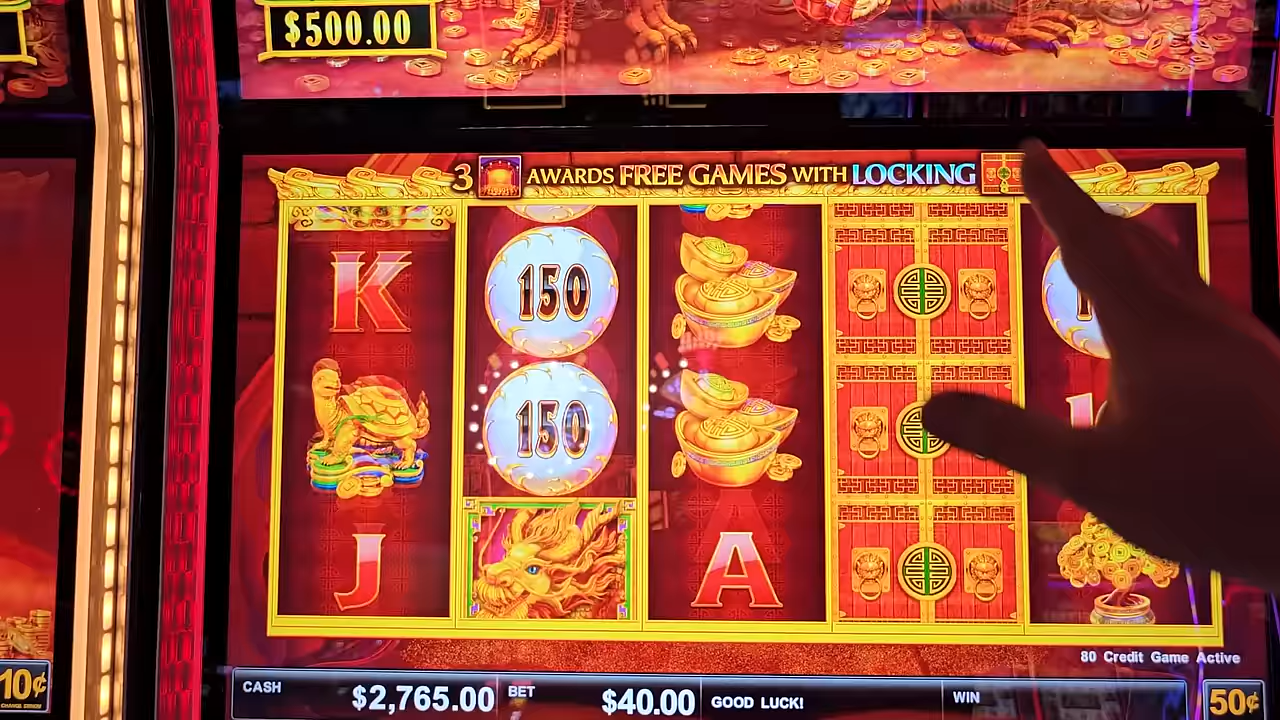 $500.00
3 AWARDS FREE GAMES WITH LOCKING
K
150
150
J
A
80 Credit Game Active
CASH $2,765.00 BET $40.00 GOOD LUCK! WIN
10¢
50¢